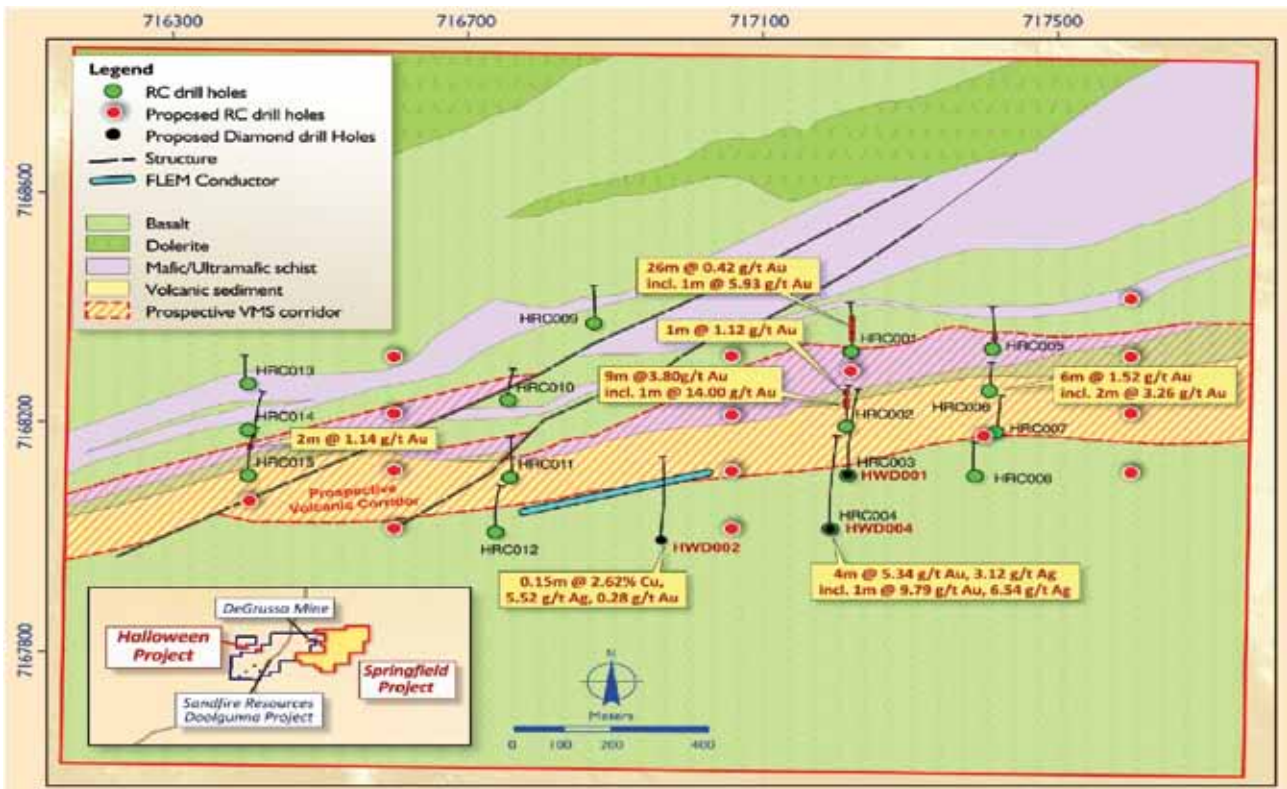 716300
716700
717100
717500
7168600
7168200
7167800
Legend
RC drill holes
Proposed RC drill holes
Proposed Diamond drill Holes
Structure
FLEM Conductor
Basalt
Dolerite
Mafic/Ultramafic schist
Volcanic sediment
Prospective VMS corridor
26m @ 0.42 g/t Au
incl. 1m @ 5.93 g/t Au
HRC009
1m @ 1.12 g/t Au
HRC001
HRC005
HRC013
9m @3.80g/t Au
incl. 1m @ 14.00 g/t Au
6m @ 1.52 g/t Au
incl. 2m @ 3.26 g/t Au
HRC010
HRC006
HRC014
HRC002
HRC007
2m @ 1.14 g/t Au
HRC015
HRC011
HRC003
HWD001
HRC008
Prospective
Volcanic Corridor
HRC004
HWD004
HRC012
HWD002
0.15m @ 2.62% Cu,
5.52 g/t Ag, 0.28 g/t Au
4m @ 5.34 g/t Au, 3.12 g/t Ag
incl. 1m @ 9.79 g/t Au, 6.54 g/t Ag
DeGrussa Mine
Halloween
Project
Springfield
Project
Sandfire Resources
Doolgunna Project
N
Meters
0 100 200 400